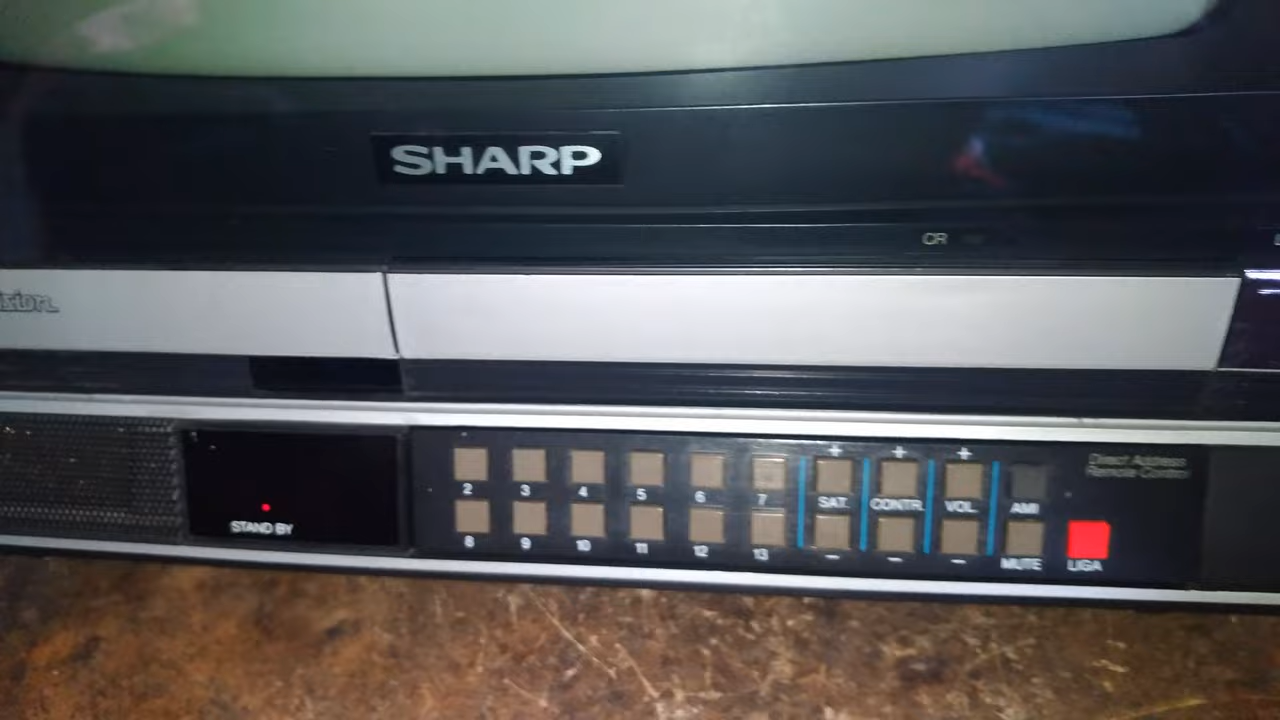 SHARP
CR
STAND BY
2 3 4 5 6 7
8 9 10 11 12 13
+ + +
SAT. CONTR. VOL. AMI
- - - MUTE LIGA
Direct Address
Remote Control